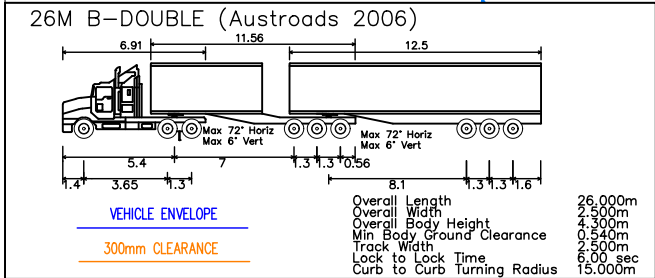 26M B-DOUBLE (Austroads 2006)
11.56
6.91
12.5
Max 72° Horiz
Max 6° Vert
Max 72° Horiz
Max 6° Vert
5.4
7
1.3
1.3
0.56
1.4
3.65
1.3
8.1
1.3
1.3
1.6
VEHICLE ENVELOPE
300mm CLEARANCE
Overall Length 26.000m
Overall Width 2.500m
Overall Body Height 4.300m
Min Body Ground Clearance 0.540m
Track Width 2.500m
Lock to Lock Time 6.00 sec
Curb to Curb Turning Radius 15.000m